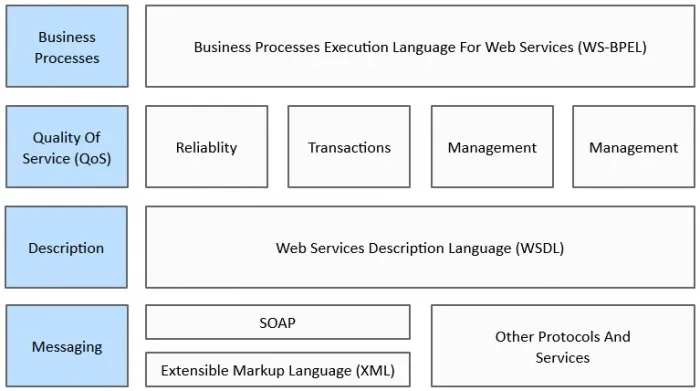 Business
Processes
Business Processes Execution Language For Web Services (WS-BPEL)
Quality Of
Service (QoS)
Reliablity
Transactions
Management
Management
Description
Web Services Description Language (WSDL)
Messaging
SOAP
Extensible Markup Language (XML)
Other Protocols And
Services